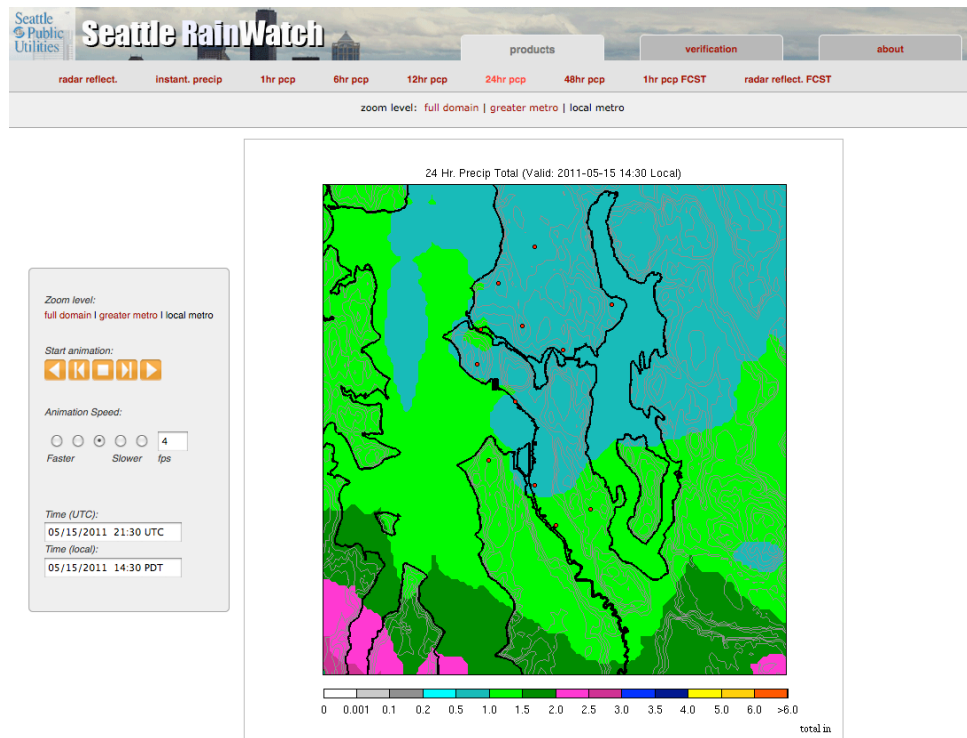 Seattle
Public
Utilities
Seattle RainWatch
products
verification
about
radar reflect.
instant. precip
1hr pcp
6hr pcp
12hr pcp
24hr pcp
48hr pcp
1hr pcp FCST
radar reflect. FCST
zoom level: full domain | greater metro | local metro
24 Hr. Precip Total (Valid: 2011-05-15 14:30 Local)
Zoom level:
full domain I greater metro I local metro
Start animation:
Animation Speed:
4
Faster Slower fps
Time (UTC):
05/15/2011 21:30 UTC
Time (local):
05/15/2011 14:30 PDT
0 0.001 0.1 0.2 0.5 1.0 1.5 2.0 2.5 3.0 3.5 4.0 5.0 6.0 >6.0
total in